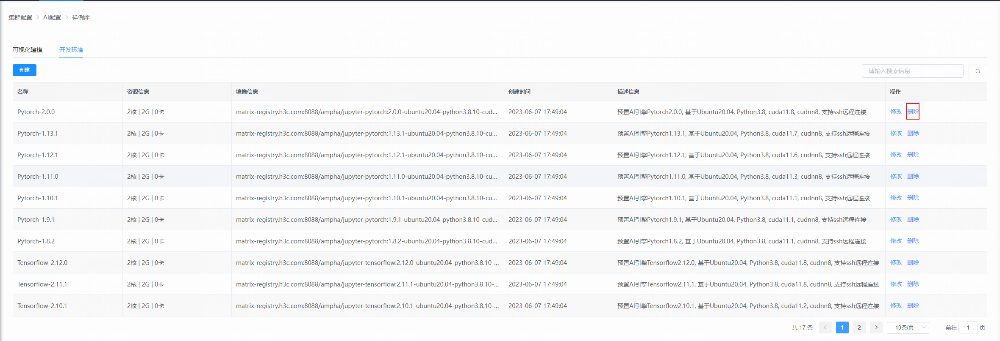 集群配置 > AI配置 > 样例库
可视化建模 开发环境
创建 请输入搜索信息
名称 资源信息 镜像信息 创建时间 描述信息 操作
Pytorch-2.0.0 2核 | 2G | 0卡 matrix-registry.h3c.com:8088/ampha/jupyter-pytorch:2.0.0-ubuntu20.04-python3.8.10-cud... 2023-06-07 17:49:04 预置AI引擎Pytorch2.0.0, 基于Ubuntu20.04, Python3.8, cuda11.8, cudnn8, 支持ssh远程连接 修改 删除
Pytorch-1.13.1 2核 | 2G | 0卡 matrix-registry.h3c.com:8088/ampha/jupyter-pytorch:1.13.1-ubuntu20.04-python3.8.10-cu... 2023-06-07 17:49:04 预置AI引擎Pytorch1.13.1, 基于Ubuntu20.04, Python3.8, cuda11.7, cudnn8, 支持ssh远程连接 修改 删除
Pytorch-1.12.1 2核 | 2G | 0卡 matrix-registry.h3c.com:8088/ampha/jupyter-pytorch:1.12.1-ubuntu20.04-python3.8.10-cu... 2023-06-07 17:49:04 预置AI引擎Pytorch1.12.1, 基于Ubuntu20.04, Python3.8, cuda11.6, cudnn8, 支持ssh远程连接 修改 删除
Pytorch-1.11.0 2核 | 2G | 0卡 matrix-registry.h3c.com:8088/ampha/jupyter-pytorch:1.11.0-ubuntu20.04-python3.8.10-cu... 2023-06-07 17:49:04 预置AI引擎Pytorch1.11.0, 基于Ubuntu20.04, Python3.8, cuda11.3, cudnn8, 支持ssh远程连接 修改 删除
Pytorch-1.10.1 2核 | 2G | 0卡 matrix-registry.h3c.com:8088/ampha/jupyter-pytorch:1.10.1-ubuntu20.04-python3.8.10-cu... 2023-06-07 17:49:04 预置AI引擎Pytorch1.10.1, 基于Ubuntu20.04, Python3.8, cuda11.1, cudnn8, 支持ssh远程连接 修改 删除
Pytorch-1.9.1 2核 | 2G | 0卡 matrix-registry.h3c.com:8088/ampha/jupyter-pytorch:1.9.1-ubuntu20.04-python3.8.10-cud... 2023-06-07 17:49:04 预置AI引擎Pytorch1.9.1, 基于Ubuntu20.04, Python3.8, cuda11.1, cudnn8, 支持ssh远程连接 修改 删除
Pytorch-1.8.2 2核 | 2G | 0卡 matrix-registry.h3c.com:8088/ampha/jupyter-pytorch:1.8.2-ubuntu20.04-python3.8.10-cud... 2023-06-07 17:49:04 预置AI引擎Pytorch1.8.2, 基于Ubuntu20.04, Python3.8, cuda11.1, cudnn8, 支持ssh远程连接 修改 删除
Tensorflow-2.12.0 2核 | 2G | 0卡 matrix-registry.h3c.com:8088/ampha/jupyter-tensorflow:2.12.0-ubuntu20.04-python3.8.10-... 2023-06-07 17:49:04 预置AI引擎Tensorflow2.12.0, 基于Ubuntu20.04, Python3.8, cuda11.8, cudnn8, 支持ssh远程连接 修改 删除
Tensorflow-2.11.1 2核 | 2G | 0卡 matrix-registry.h3c.com:8088/ampha/jupyter-tensorflow:2.11.1-ubuntu20.04-python3.8.10-... 2023-06-07 17:49:04 预置AI引擎Tensorflow2.11.1, 基于Ubuntu20.04, Python3.8, cuda11.8, cudnn8, 支持ssh远程连接 修改 删除
Tensorflow-2.10.1 2核 | 2G | 0卡 matrix-registry.h3c.com:8088/ampha/jupyter-tensorflow:2.10.1-ubuntu20.04-python3.8.10-... 2023-06-07 17:49:04 预置AI引擎Tensorflow2.10.1, 基于Ubuntu20.04, Python3.8, cuda11.2, cudnn8, 支持ssh远程连接 修改 删除
共 17 条 < 1 2 > 10条/页 前往 1 页